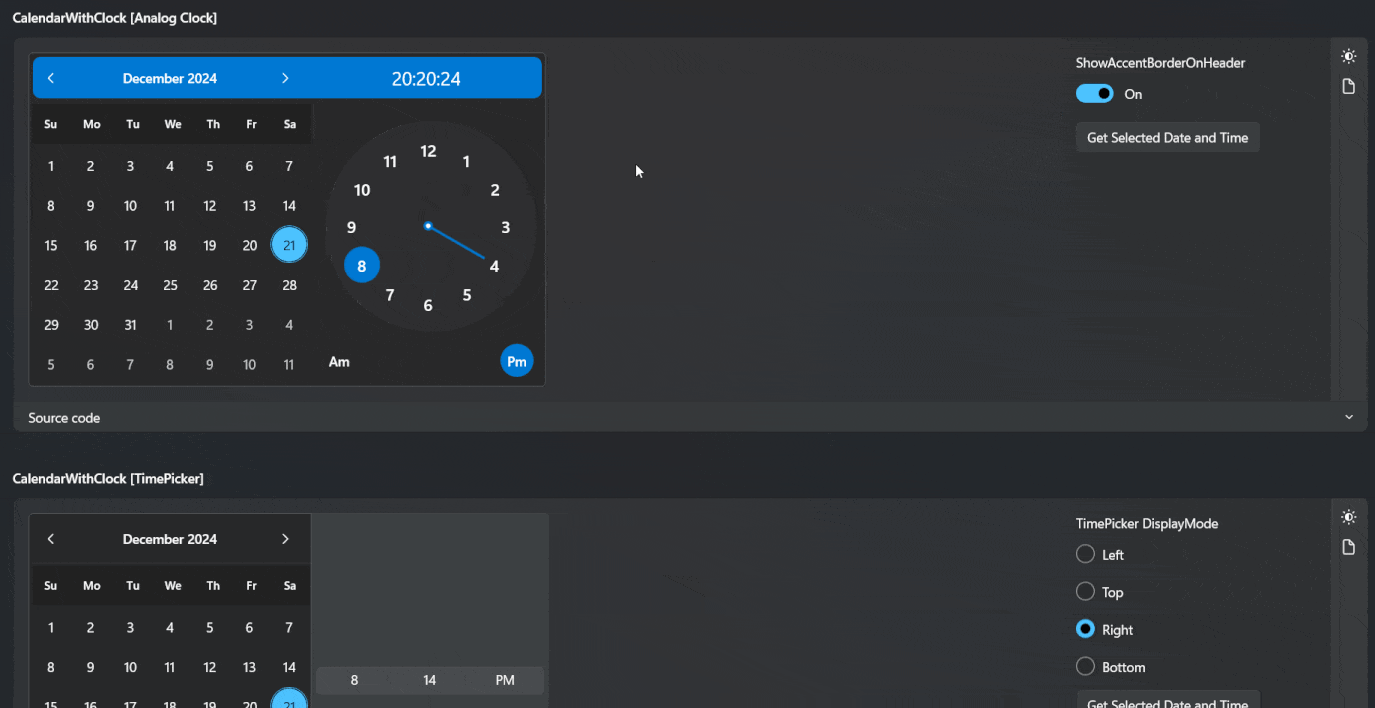 CalendarWithClock [Analog Clock]
December 2024
20:20:24
Su Mo Tu We Th Fr Sa
1 2 3 4 5 6 7
8 9 10 11 12 13 14
15 16 17 18 19 20 21
22 23 24 25 26 27 28
29 30 31 1 2 3 4
5 6 7 8 9 10 11
12
1
2
3
4
5
6
7
8
9
10
11
Am
Pm
ShowAccentBorderOnHeader
On
Get Selected Date and Time
Source code
CalendarWithClock [TimePicker]
December 2024
Su Mo Tu We Th Fr Sa
1 2 3 4 5 6 7
8 9 10 11 12 13 14
15 16 17 18 19 20 21
8 14 PM
TimePicker DisplayMode
Left
Top
Right
Bottom
Get Selected Date and Time